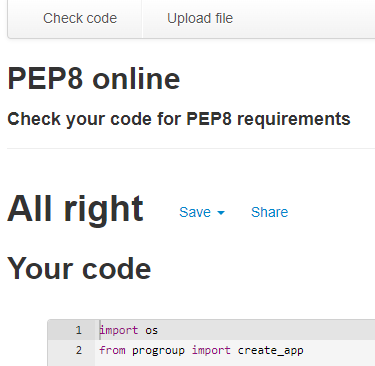 Check code Upload file
PEP8 online
Check your code for PEP8 requirements
All right Save Share
Your code
1 import os
2 from progroup import create_app